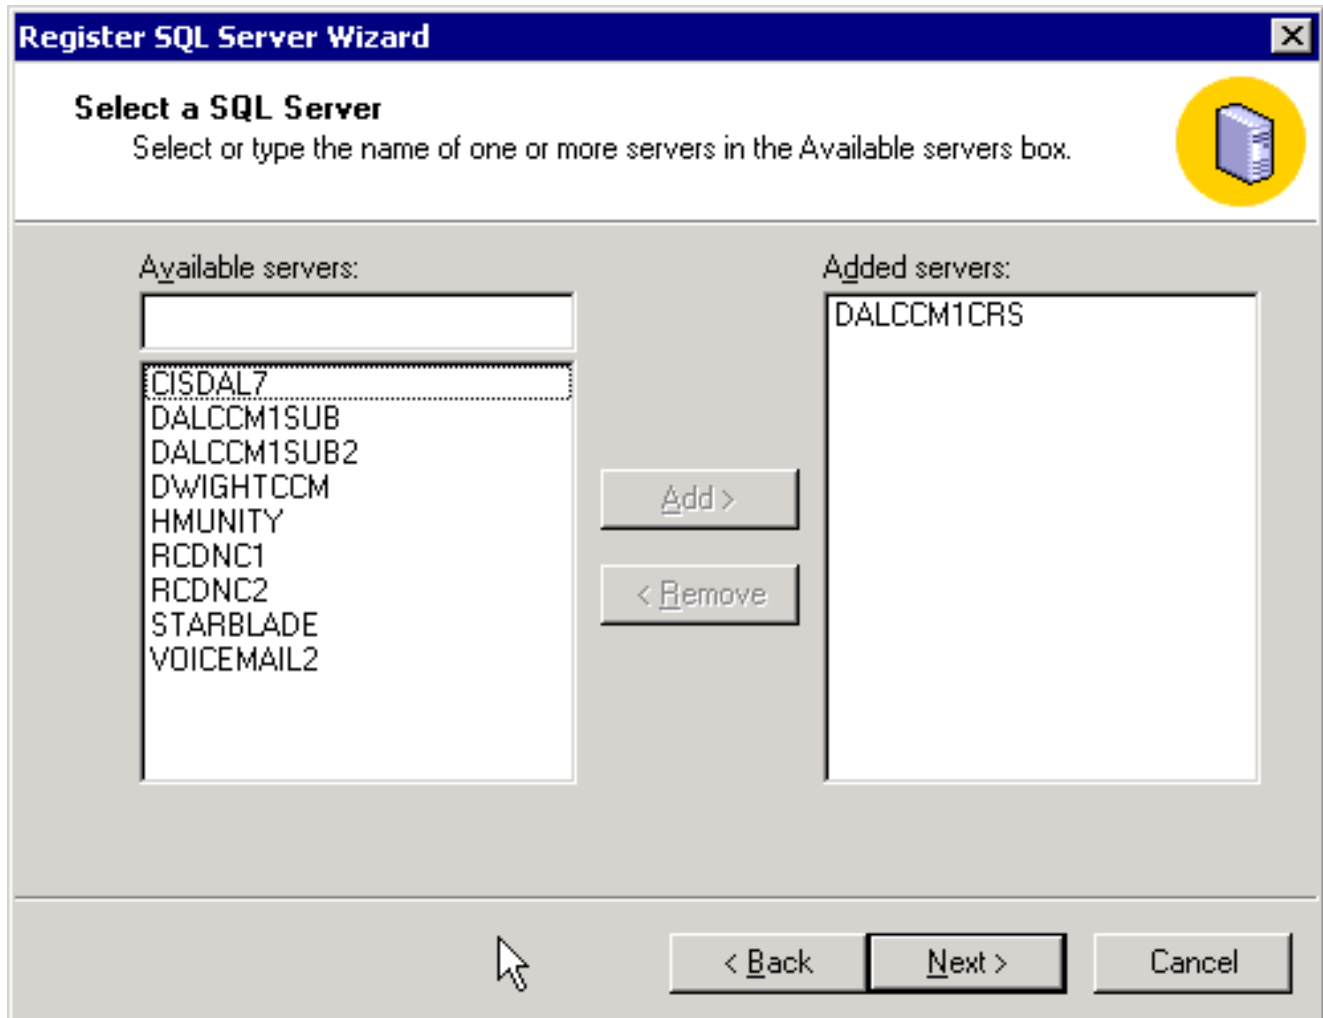 Register SQL Server Wizard
Select a SQL Server
Select or type the name of one or more servers in the Available servers box.
Available servers:
CISDAL7
DALCCM1SUB
DALCCM1SUB2
DWIGHTCCM
HMUNITY
RCDNC1
RCDNC2
STARBLADE
VOICEMAIL2
Add >
< Remove
Added servers:
DALCCM1CRS
< Back
Next >
Cancel